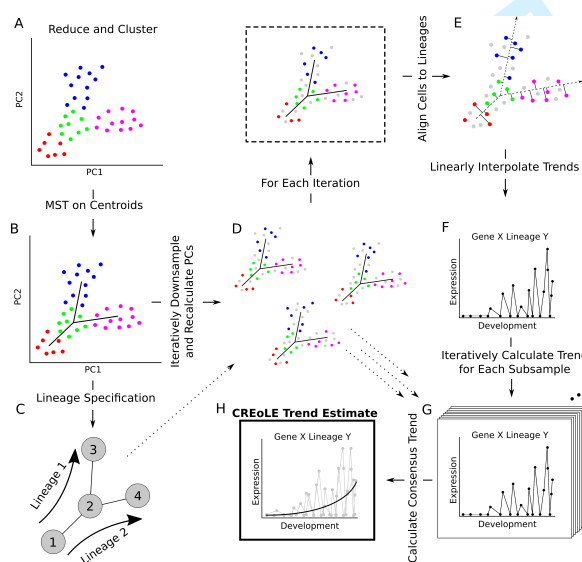 A
Reduce and Cluster
PC2
PC1
MST on Centroids
B
PC2
PC1
Lineage Specification
C
Lineage 1
Lineage 2
1
2
3
4
Iteratively Downsample
and Recalculate PCs
D
For Each Iteration
Align Cells to Lineages
E
Linearly Interpolate Trends
F
Gene X Lineage Y
Expression
Development
Iteratively Calculate
for Each Subsample
G
Gene X Lineage Y
Expression
Development
Calculate Consensus Trend
H
CREoLE Trend Estimate
Gene X Lineage Y
Expression
Development